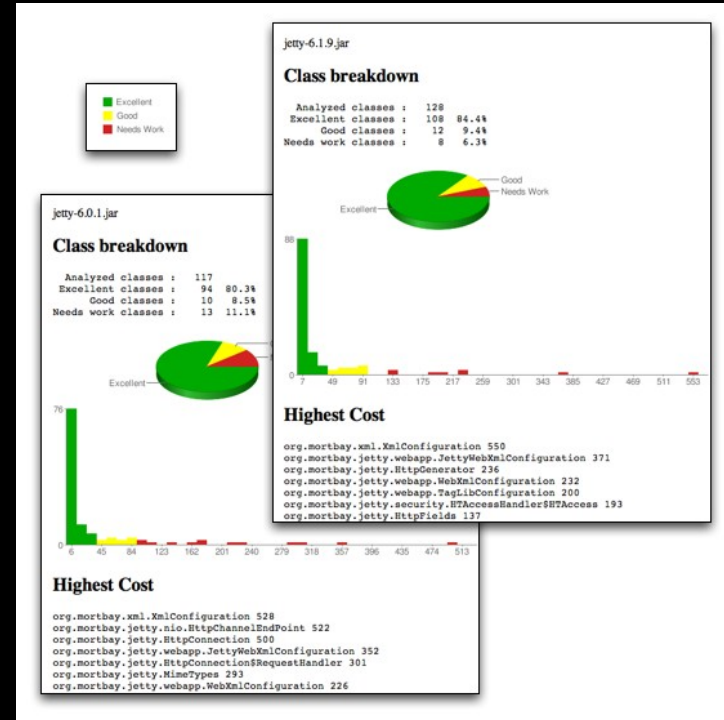 jetty-6.1.9.jar
Class breakdown
Analyzed classes : 128
Excellent classes : 108 84.4%
Good classes : 12 9.4%
Needs work classes : 8 6.3%
Good
Needs Work
Excellent
88
0
7 49 91 133 175 217 259 301 343 385 427 469 511 553
Highest Cost
org.mortbay.xml.XmlConfiguration 550
org.mortbay.jetty.webapp.JettyWebXmlConfiguration 371
org.mortbay.jetty.HttpGenerator 236
org.mortbay.jetty.webapp.WebXmlConfiguration 232
org.mortbay.jetty.webapp.TagLibConfiguration 200
org.mortbay.jetty.security.HTAccessHandler$HTAccess 193
org.mortbay.jetty.HttpFields 137
Excellent
Good
Needs Work
jetty-6.0.1.jar
Class breakdown
Analyzed classes : 117
Excellent classes : 94 80.3%
Good classes : 10 8.5%
Needs work classes : 13 11.1%
Excellent
76
0
6 45 84 123 162 201 240 279 318 357 396 435 474 513
Highest Cost
org.mortbay.xml.XmlConfiguration 528
org.mortbay.jetty.nio.HttpChannelEndPoint 522
org.mortbay.jetty.HttpConnection 500
org.mortbay.jetty.webapp.JettyWebXmlConfiguration 352
org.mortbay.jetty.HttpConnection$RequestHandler 301
org.mortbay.jetty.MimeTypes 293
org.mortbay.jetty.webapp.WebXmlConfiguration 226